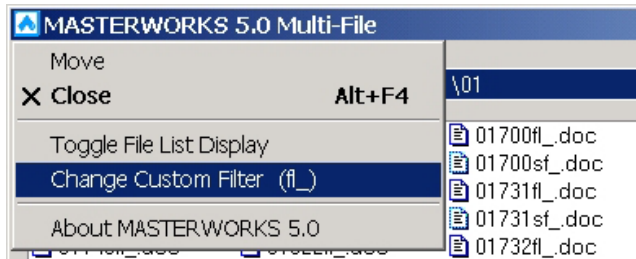 MASTERWORKS 5.0 Multi-File
Move
Close Alt+F4
\01
Toggle File List Display
Change Custom Filter (fl_)
About MASTERWORKS 5.0
01700fl_.doc
01700sf_.doc
01731fl_.doc
01731sf_.doc
01732fl_.doc